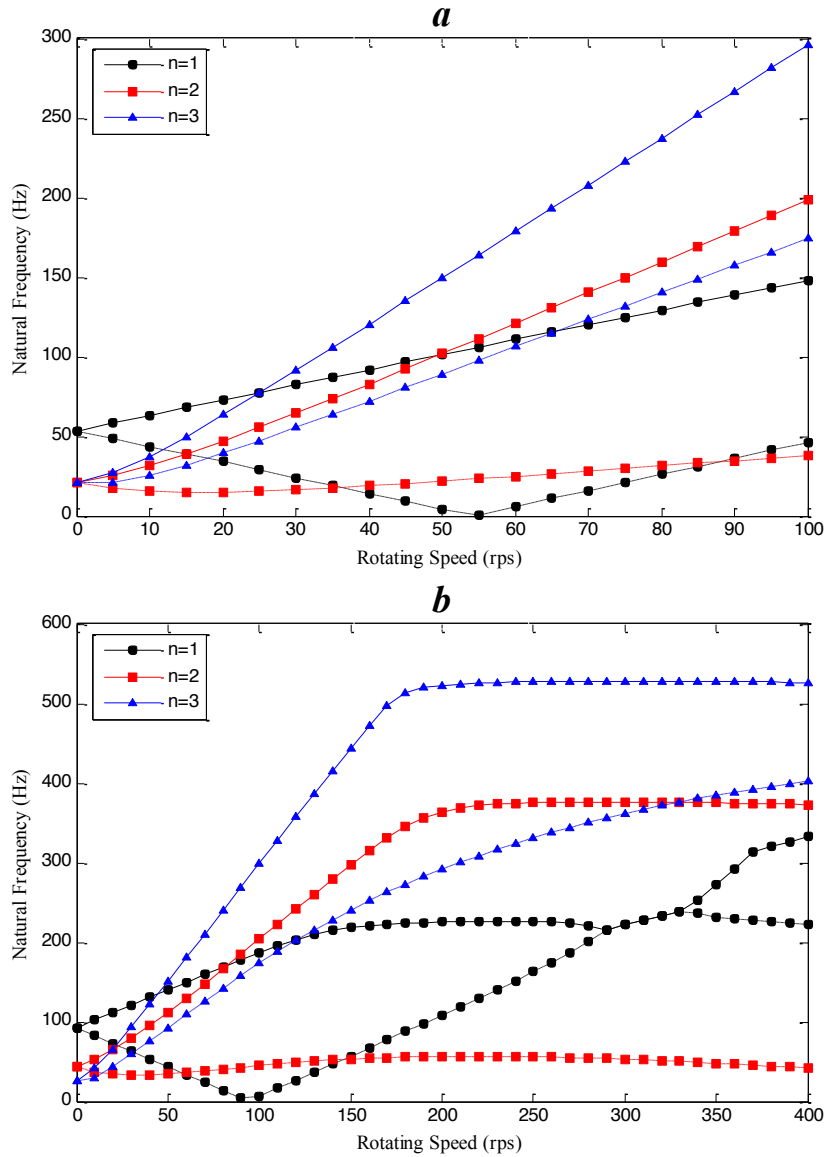 a
300
250
200
150
100
50
0
Natural Frequency (Hz)
n=1
n=2
n=3
0 10 20 30 40 50 60 70 80 90 100
Rotating Speed (rps)
b
600
500
400
300
200
100
0
Natural Frequency (Hz)
n=1
n=2
n=3
0 50 100 150 200 250 300 350 400
Rotating Speed (rps)